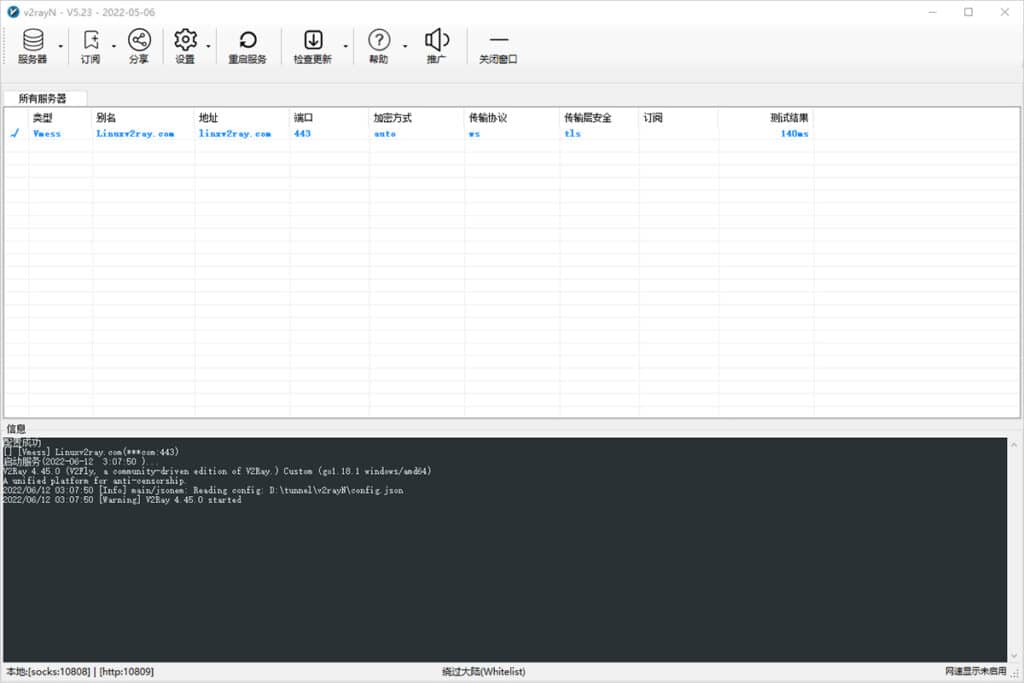 v2rayN - V5.23 - 2022-05-06
服务器 订阅 分享 设置 重启服务 检查更新 帮助 推广 关闭窗口
所有服务器
类型 别名 地址 端口 加密方式 传输协议 传输层安全 订阅 测试结果
Vmess Linuxv2ray.com linxv2ray.com 443 auto ws tls 140ms
信息
配置成功
[] [Vmess] Linuxv2ray.com(***com:443)
启动服务(2022-06-12 3:07:50 )...
V2Ray 4.45.0 (V2Fly, a community-driven edition of V2Ray.) Custom (go1.18.1 windows/amd64)
A unified platform for anti-censorship.
2022/06/12 03:07:50 [Info] main/jsonem: Reading config: D:\tunnel\v2rayN\config.json
2022/06/12 03:07:50 [Warning] V2Ray 4.45.0 started
本地:[socks:10808] | [http:10809] 绕过大陆(Whitelist) 网速显示未启用